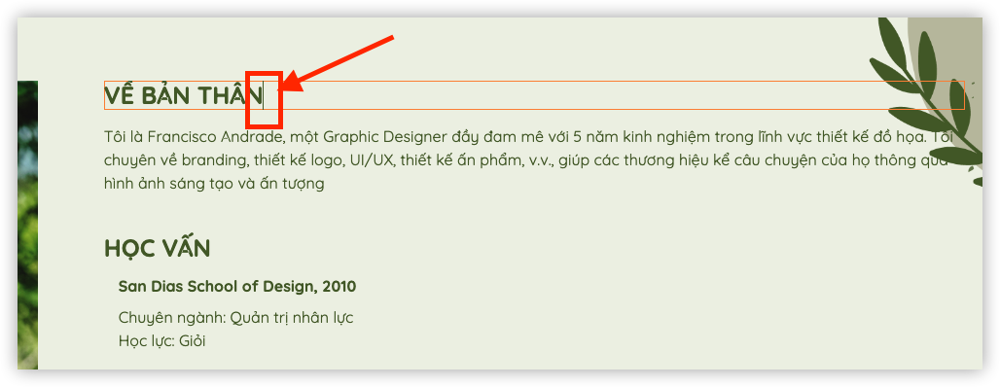 VỀ BẢN THÂN
Tôi là Francisco Andrade, một Graphic Designer đầy đam mê với 5 năm kinh nghiệm trong lĩnh vực thiết kế đồ họa. Tôi
chuyên về branding, thiết kế logo, UI/UX, thiết kế ấn phẩm, v.v., giúp các thương hiệu kể câu chuyện của họ thông qua
hình ảnh sáng tạo và ấn tượng
HỌC VẤN
San Dias School of Design, 2010
Chuyên ngành: Quản trị nhân lực
Học lực: Giỏi